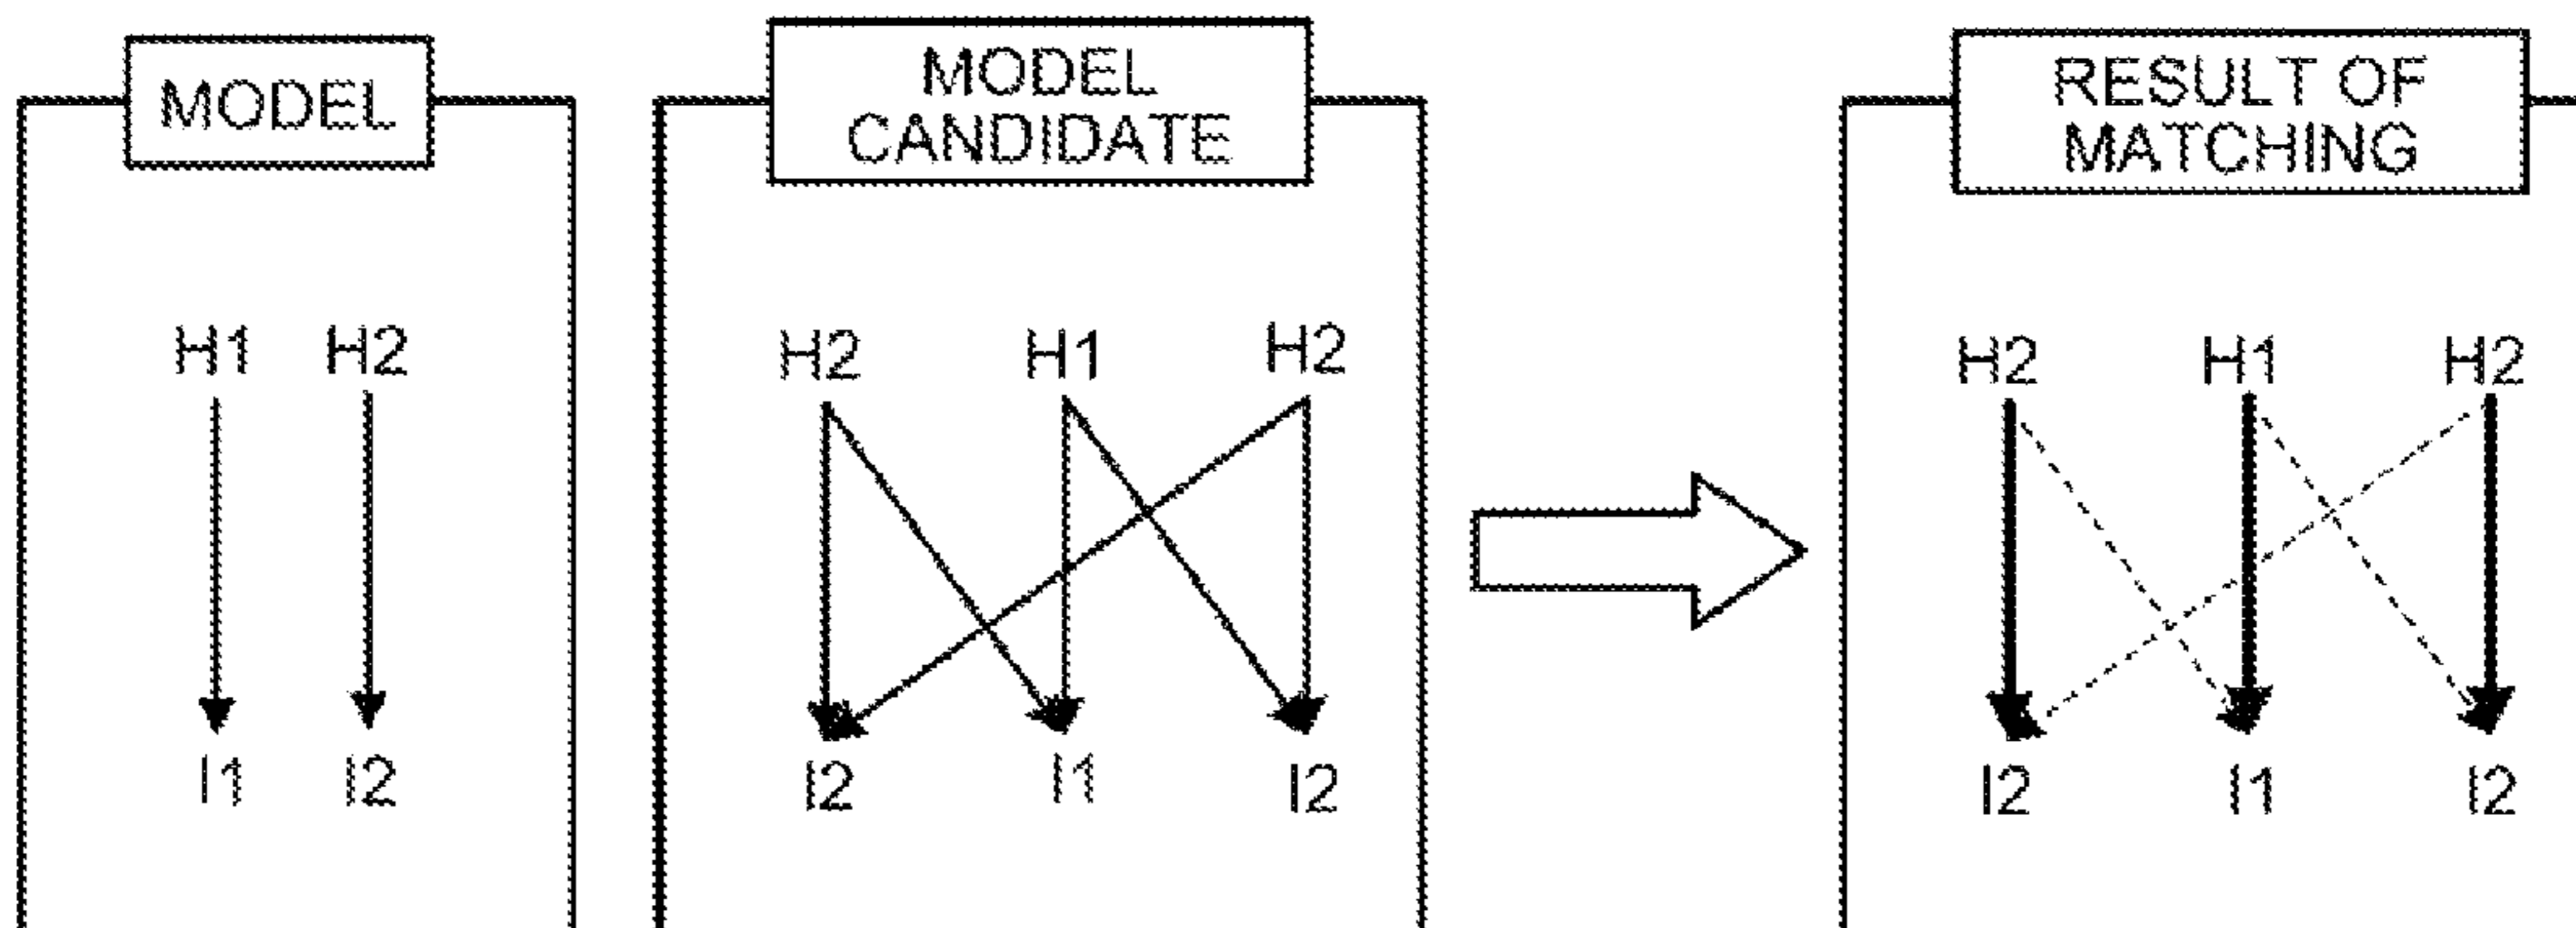 MODEL
MODEL
CANDIDATE
RESULT OF
MATCHING
H1 H2
H2 H1 H2
H2 H1 H2
I1 I2
I2 I1 I2
I2 I1 I2